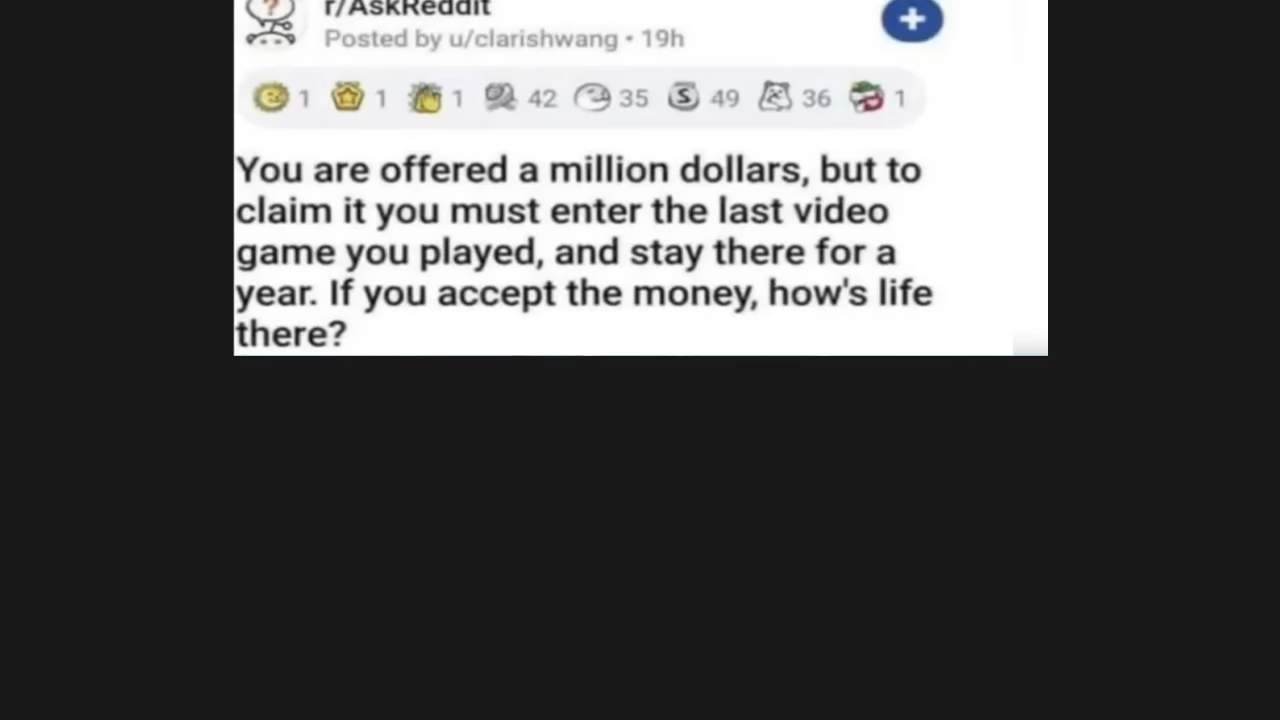 r/AskReddit
Posted by u/clarishwang • 19h
1 1 1 42 35 S 49 36 1
You are offered a million dollars, but to
claim it you must enter the last video
game you played, and stay there for a
year. If you accept the money, how's life
there?